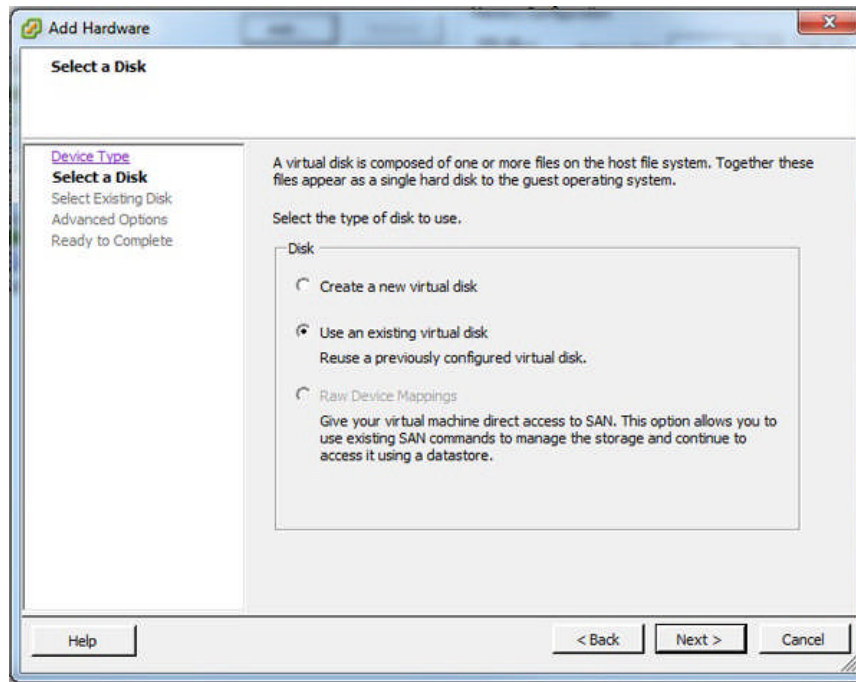 Add Hardware
Select a Disk
Device Type
Select a Disk
Select Existing Disk
Advanced Options
Ready to Complete
A virtual disk is composed of one or more files on the host file system. Together these
files appear as a single hard disk to the guest operating system.
Select the type of disk to use.
Disk
Create a new virtual disk
Use an existing virtual disk
Reuse a previously configured virtual disk.
Raw Device Mappings
Give your virtual machine direct access to SAN. This option allows you to
use existing SAN commands to manage the storage and continue to
access it using a datastore.
Help
< Back
Next >
Cancel